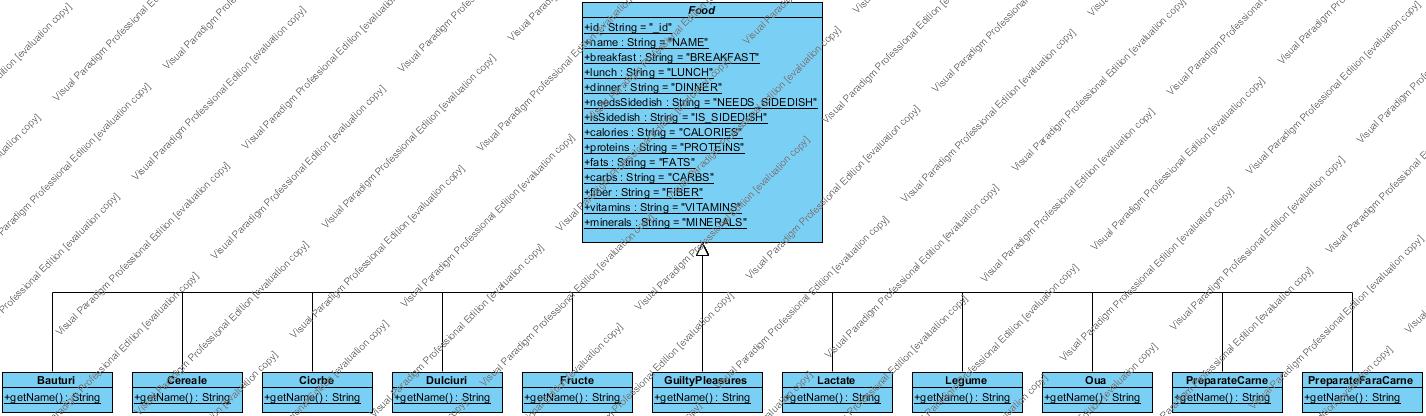 Food
+id : String = "_id"
+name : String = "NAME"
+breakfast : String = "BREAKFAST"
+lunch : String = "LUNCH"
+dinner : String = "DINNER"
+needsSidedish : String = "NEEDS_SIDEDISH"
+isSidedish : String = "IS_SIDEDISH"
+calories : String = "CALORIES"
+proteins : String = "PROTEINS"
+fats : String = "FATS"
+carbs : String = "CARBS"
+fiber : String = "FIBER"
+vitamins : String = "VITAMINS"
+minerals : String = "MINERALS"
Bauturi
+getName() : String
Cereale
+getName() : String
Ciorbe
+getName() : String
Dulciuri
+getName() : String
Fructe
+getName() : String
GuiltyPleasures
+getName() : String
Lactate
+getName() : String
Legume
+getName() : String
Oua
+getName() : String
PreparateCarne
+getName() : String
PreparateFaraCarne
+getName() : String
Visual Paradigm Professional Edition [evaluation copy]